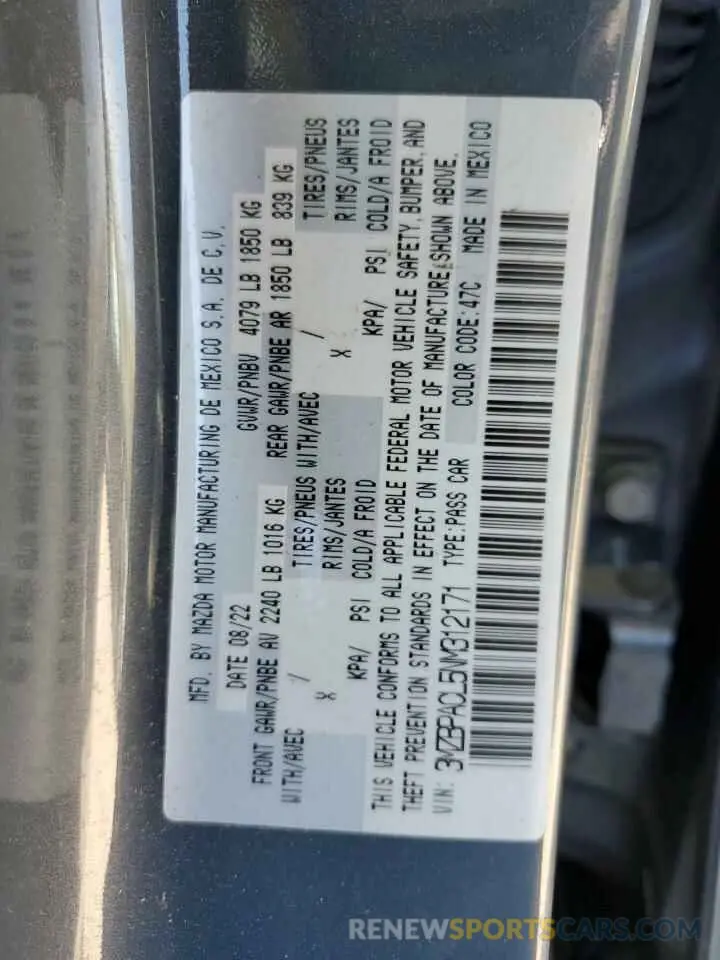 MFD. BY MAZDA MOTOR MANUFACTURING DE MEXICO S.A. DE C.V.
DATE 08/22 GVWR/PNBV 4079 LB 1850 KG
FRONT GAWR/PNBE AV 2240 LB 1016 KG REAR GAWR/PNBE AR 1850 LB 839 KG
WITH/AVEC TIRES/PNEUS WITH/AVEC TIRES/PNEUS
X RIMS/JANTES X / RIMS/JANTES
KPA/ PSI COLD/A FROID KPA/ PSI COLD/A FROID
THIS VEHICLE CONFORMS TO ALL APPLICABLE FEDERAL MOTOR VEHICLE SAFETY, BUMPER, AND
THEFT PREVENTION STANDARDS IN EFFECT ON THE DATE OF MANUFACTURE SHOWN ABOVE.
VIN: 3MZBPACL5NM312171 TYPE:PASS CAR COLOR CODE:47C MADE IN MEXICO
RENEWSPORTSCARS.COM